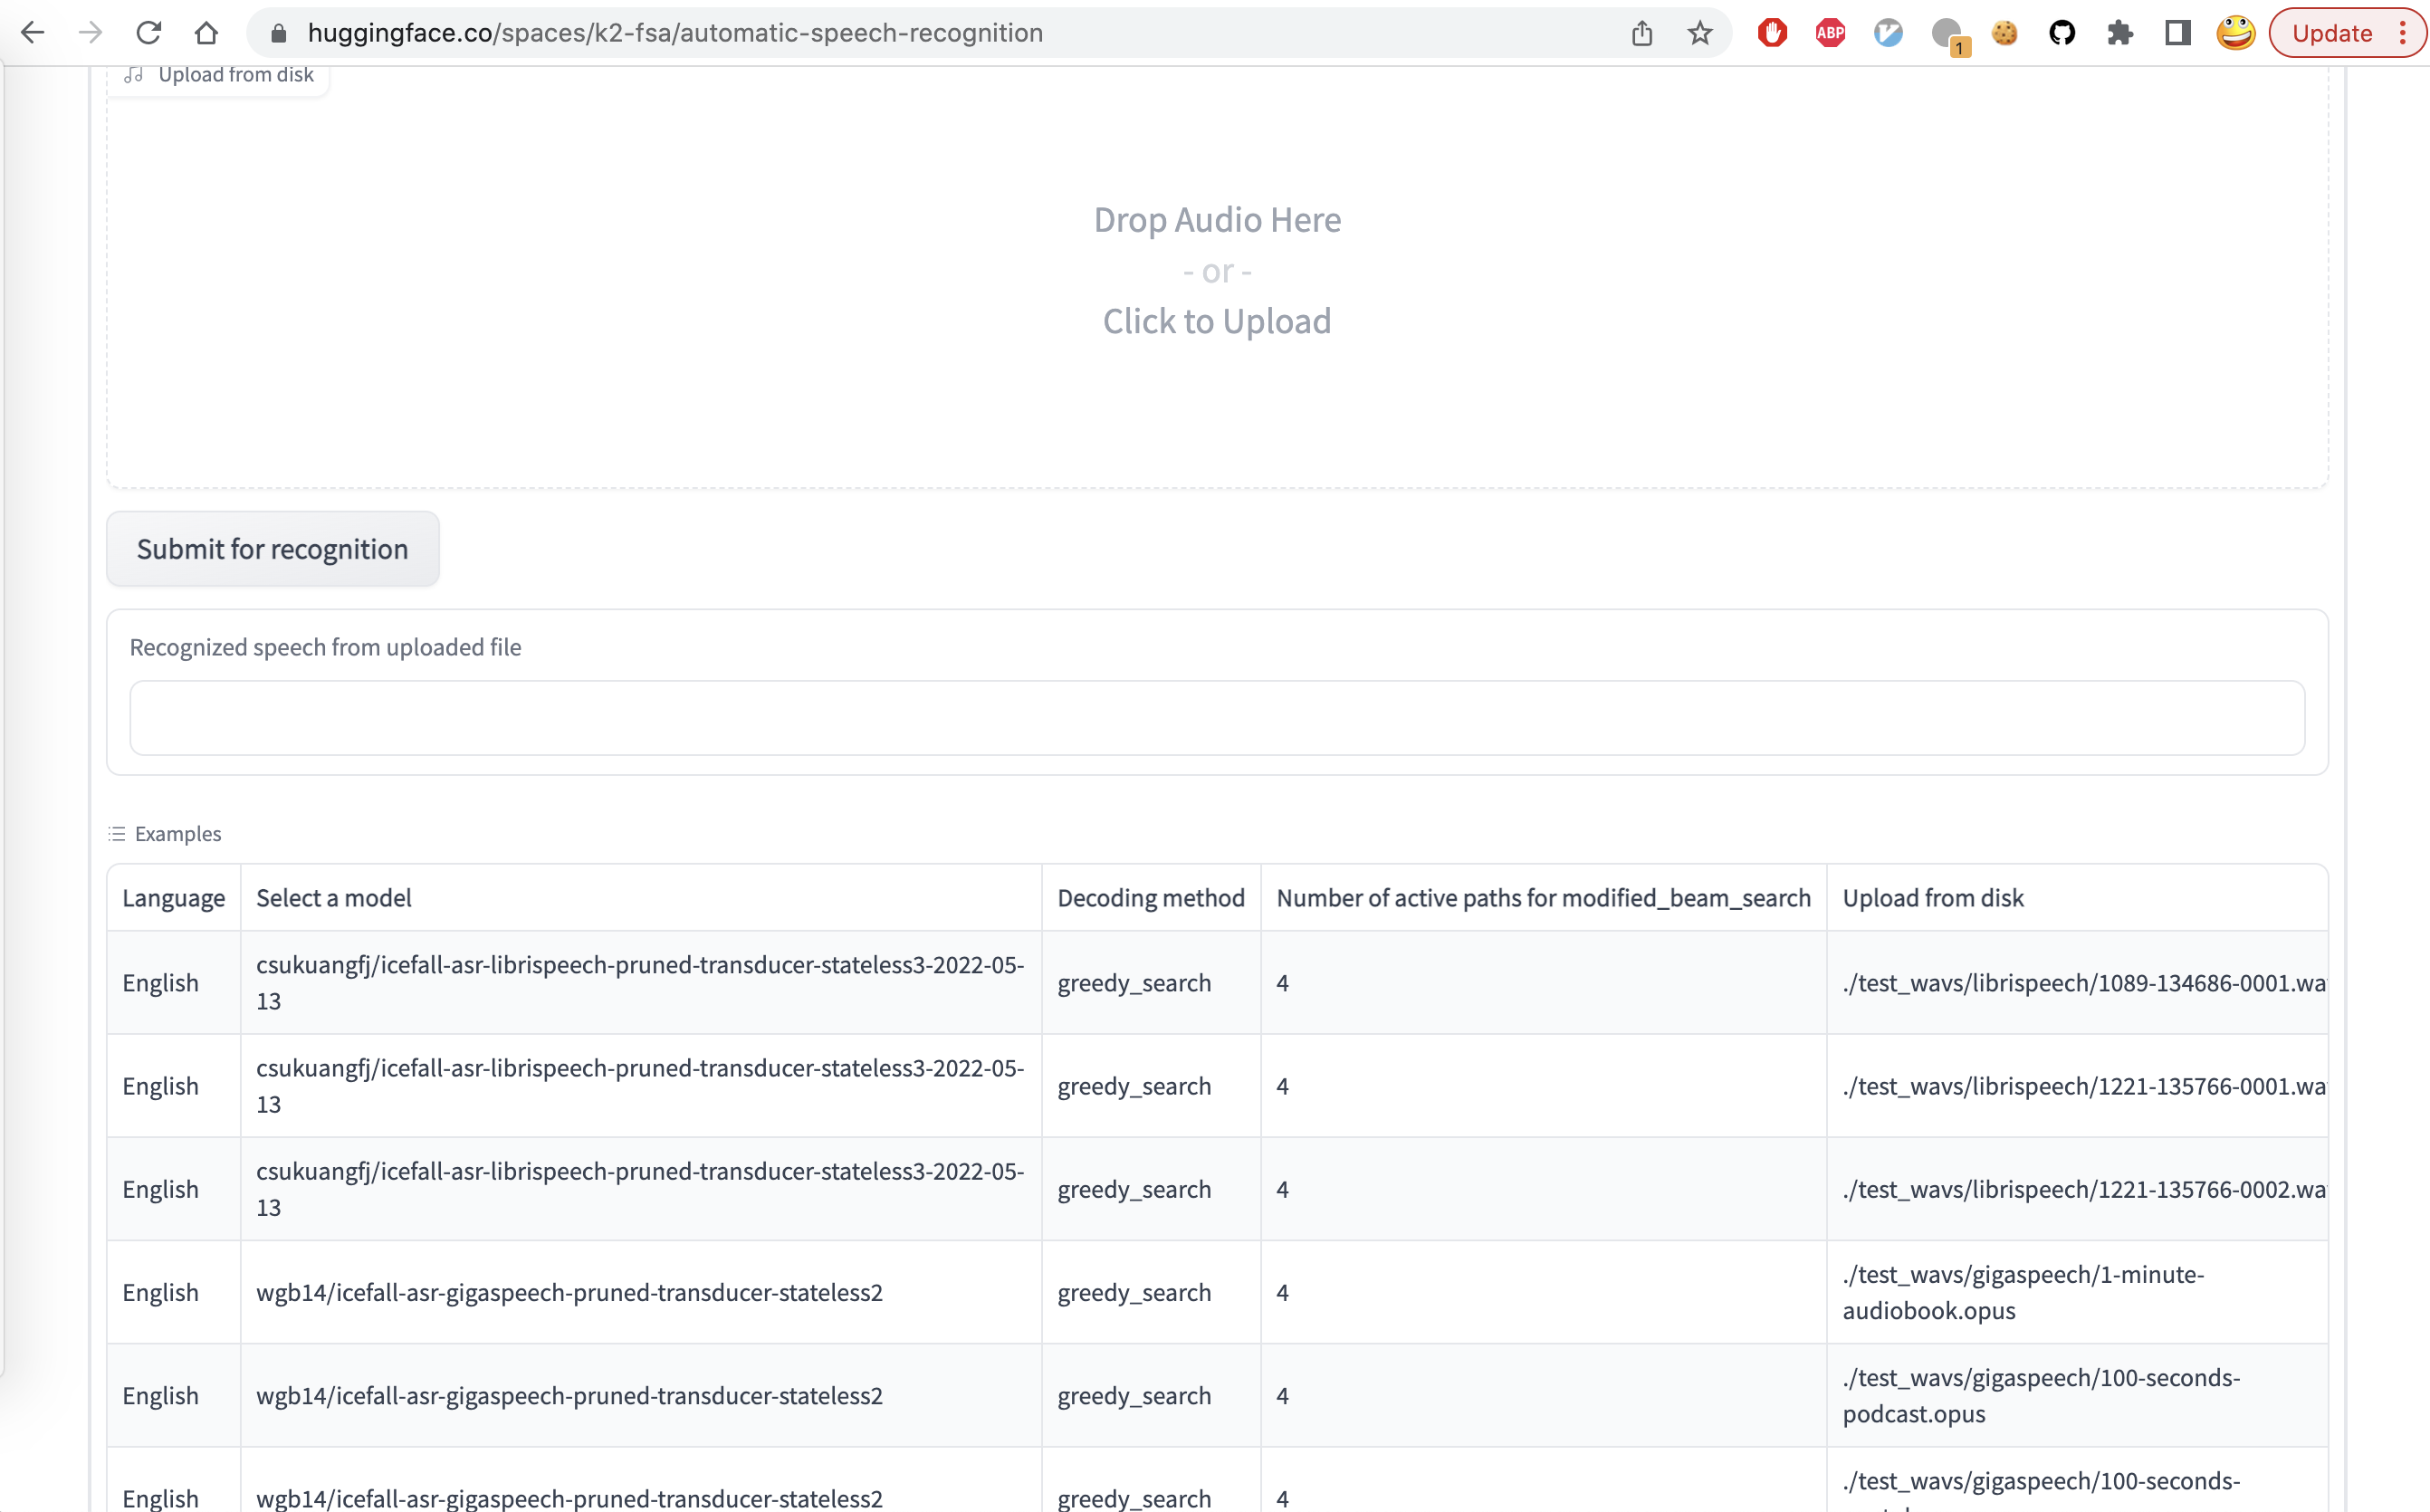 huggingface.co/spaces/k2-fsa/automatic-speech-recognition
ABP
1
Update
Upload from disk
Drop Audio Here
- or -
Click to Upload
Submit for recognition
Recognized speech from uploaded file
Examples
Language Select a model Decoding method Number of active paths for modified_beam_search Upload from disk
csukuangfj/icefall-asr-librispeech-pruned-transducer-stateless3-2022-05-
English greedy_search 4 ./test_wavs/librispeech/1089-134686-0001.wa
13
csukuangfj/icefall-asr-librispeech-pruned-transducer-stateless3-2022-05-
English greedy_search 4 ./test_wavs/librispeech/1221-135766-0001.wa
13
csukuangfj/icefall-asr-librispeech-pruned-transducer-stateless3-2022-05-
English greedy_search 4 ./test_wavs/librispeech/1221-135766-0002.wa
13
./test_wavs/gigaspeech/1-minute-
English wgb14/icefall-asr-gigaspeech-pruned-transducer-stateless2 greedy_search 4
audiobook.opus
./test_wavs/gigaspeech/100-seconds-
English wgb14/icefall-asr-gigaspeech-pruned-transducer-stateless2 greedy_search 4
podcast.opus
./test_wavs/gigaspeech/100-seconds-
English wgb14/icefall-asr-gigaspeech-pruned-transducer-stateless2 greedy_search 4